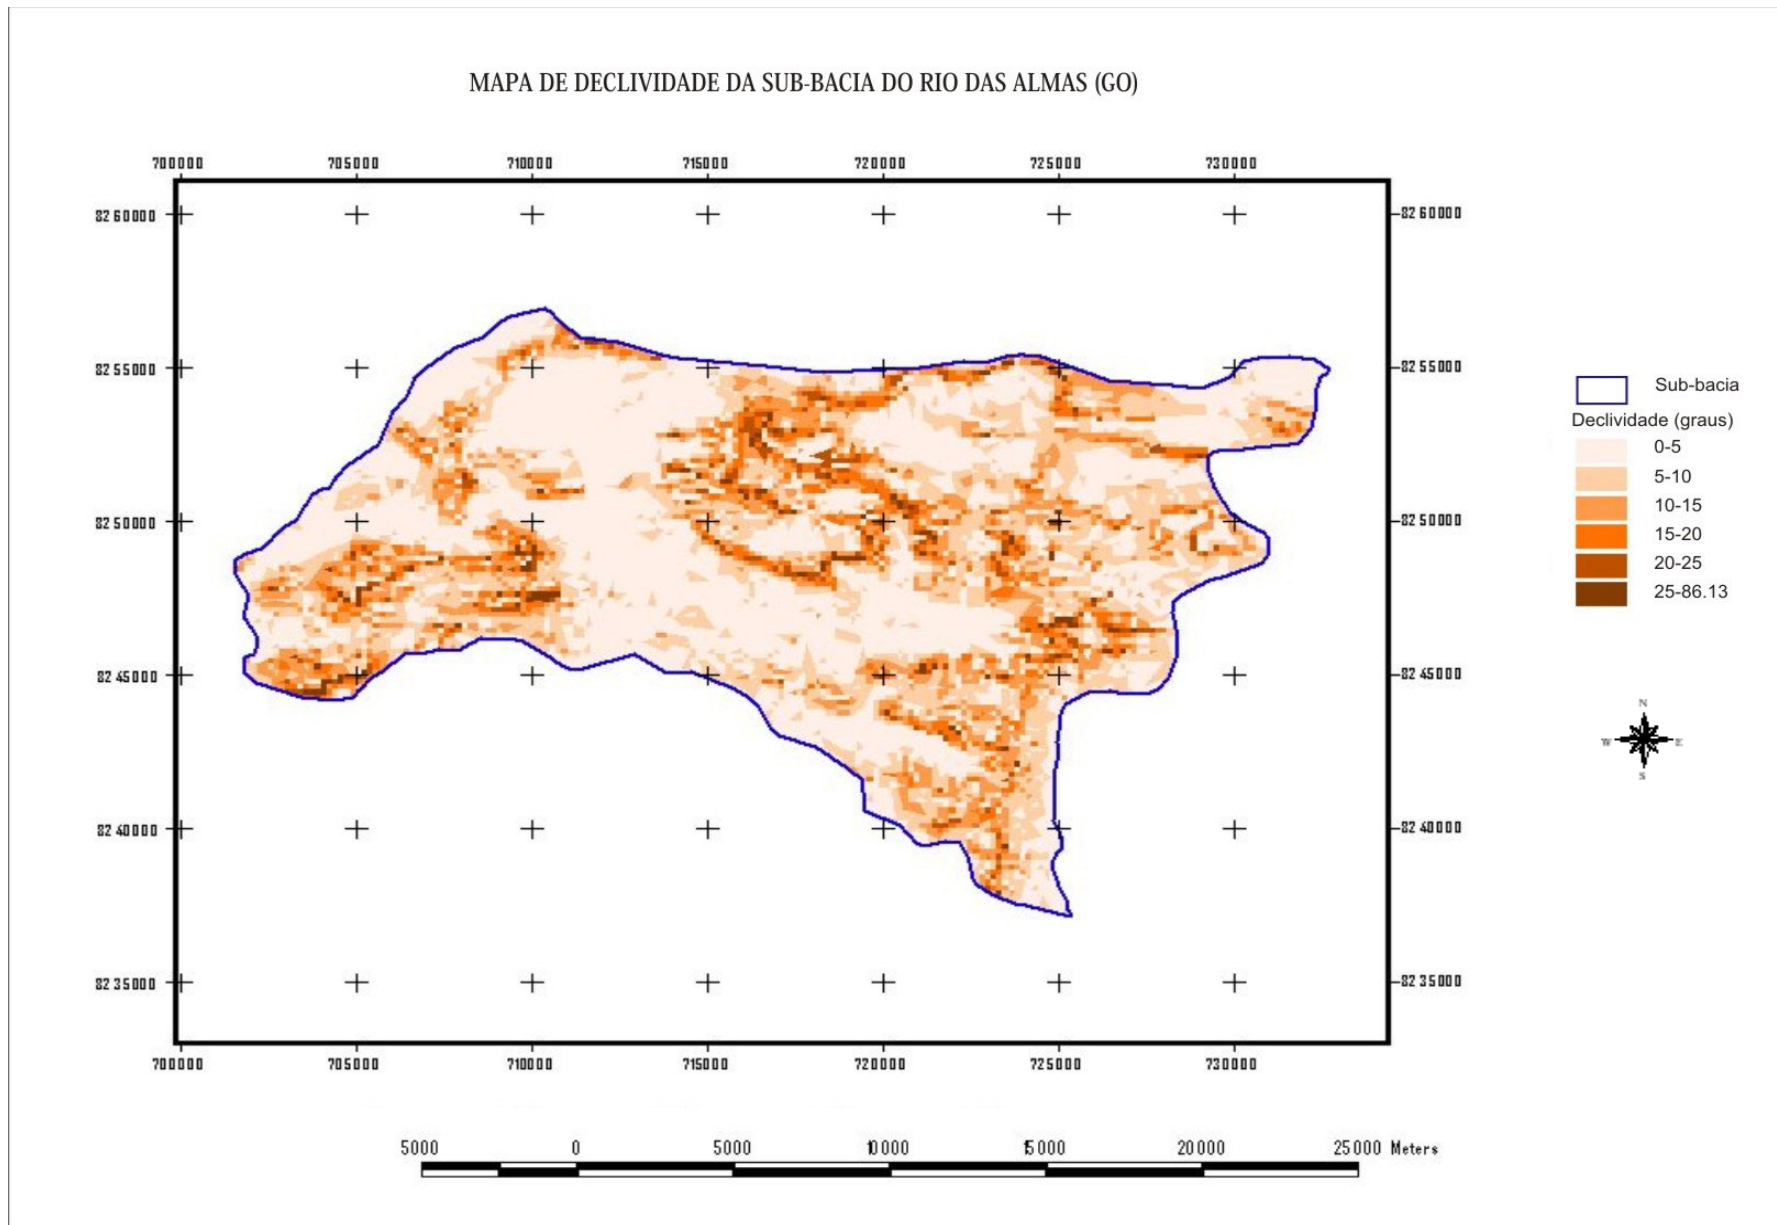 MAPA DE DECLIVIDADE DA SUB-BACIA DO RIO DAS ALMAS (GO)
700000 705000 710000 715000 720000 725000 730000
8260000 8260000
8255000 8255000
8250000 8250000
8245000 8245000
8240000 8240000
8235000 8235000
700000 705000 710000 715000 720000 725000 730000
Sub-bacia
Declividade (graus)
0-5
5-10
10-15
15-20
20-25
25-86.13
N
W E
S
5000 0 5000 10000 15000 20000 25000 Meters